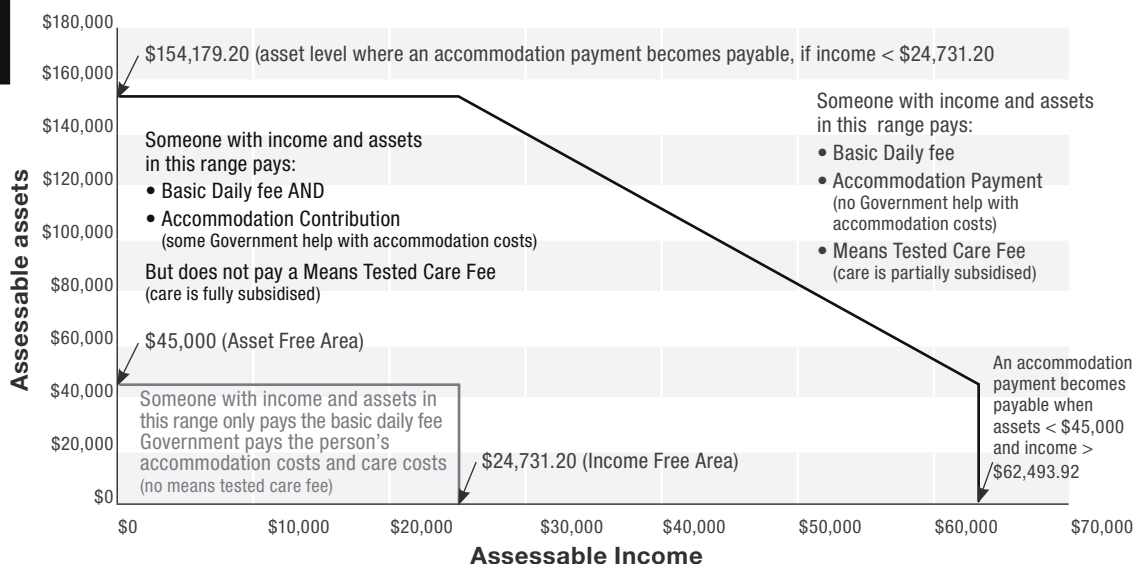 $180,000
$160,000
$140,000
$120,000
$100,000
$80,000
$60,000
$40,000
$20,000
$0
Assessable assets
$154,179.20 (asset level where an accommodation payment becomes payable, if income < $24,731.20
Someone with income and assets
in this range pays:
• Basic Daily fee AND
• Accommodation Contribution
(some Government help with accommodation costs)
But does not pay a Means Tested Care Fee
(care is fully subsidised)
Someone with income and assets
in this range pays:
• Basic Daily fee
• Accommodation Payment
(no Government help with
accommodation costs)
• Means Tested Care Fee
(care is partially subsidised)
$45,000 (Asset Free Area)
Someone with income and assets in
this range only pays the basic daily fee
Government pays the person's
accommodation costs and care costs
(no means tested care fee)
$24,731.20 (Income Free Area)
An accommodation
payment becomes
payable when
assets < $45,000
and income >
$62,493.92
$0
$10,000
$20,000
$30,000
$40,000
$50,000
$60,000
$70,000
Assessable Income